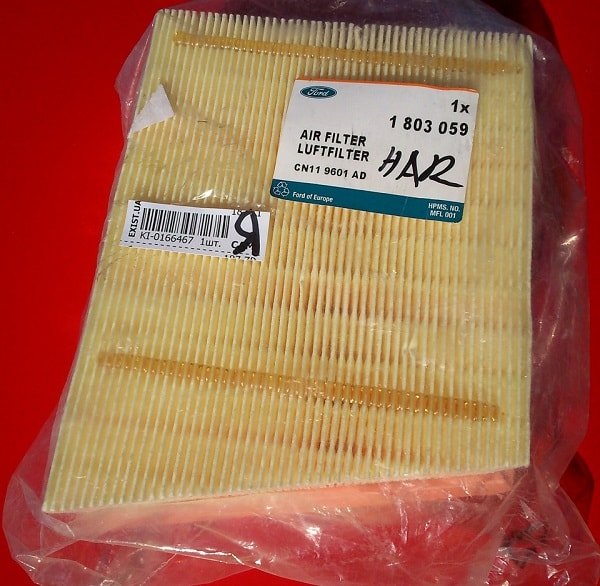 Ford
1x
1 803 059
AIR FILTER
LUFTFILTER
CN11 9601 AD
HAR
Ford of Europe
HPMS. NO.
MFL 001
EXIST.UA
KI-0166467 1шт.
Я